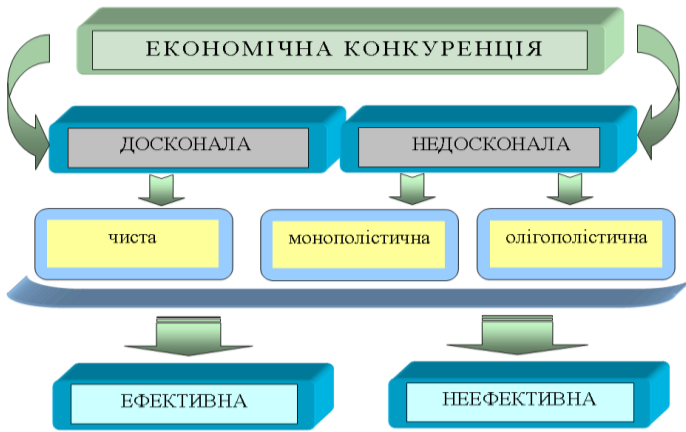 ЕКОНОМІЧНА КОНКУРЕНЦІЯ
ДОСКОНАЛА
НЕДОСКОНАЛА
чиста
монополістична
олігополістична
ЕФЕКТИВНА
НЕЕФЕКТИВНА